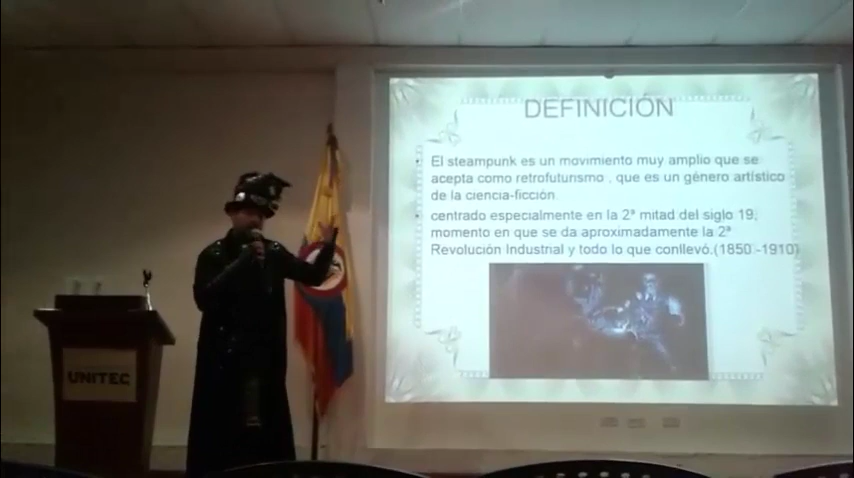 DEFINICIÓN
El steampunk es un movimiento muy amplio que se
acepta como retrofuturismo , que es un género artístico
de la ciencia-ficción
centrado especialmente en la 2ª mitad del siglo 19;
momento en que se da aproximadamente la 2ª
Revolución Industrial y todo lo que conllevó.(1850 -1910)
UNITEC